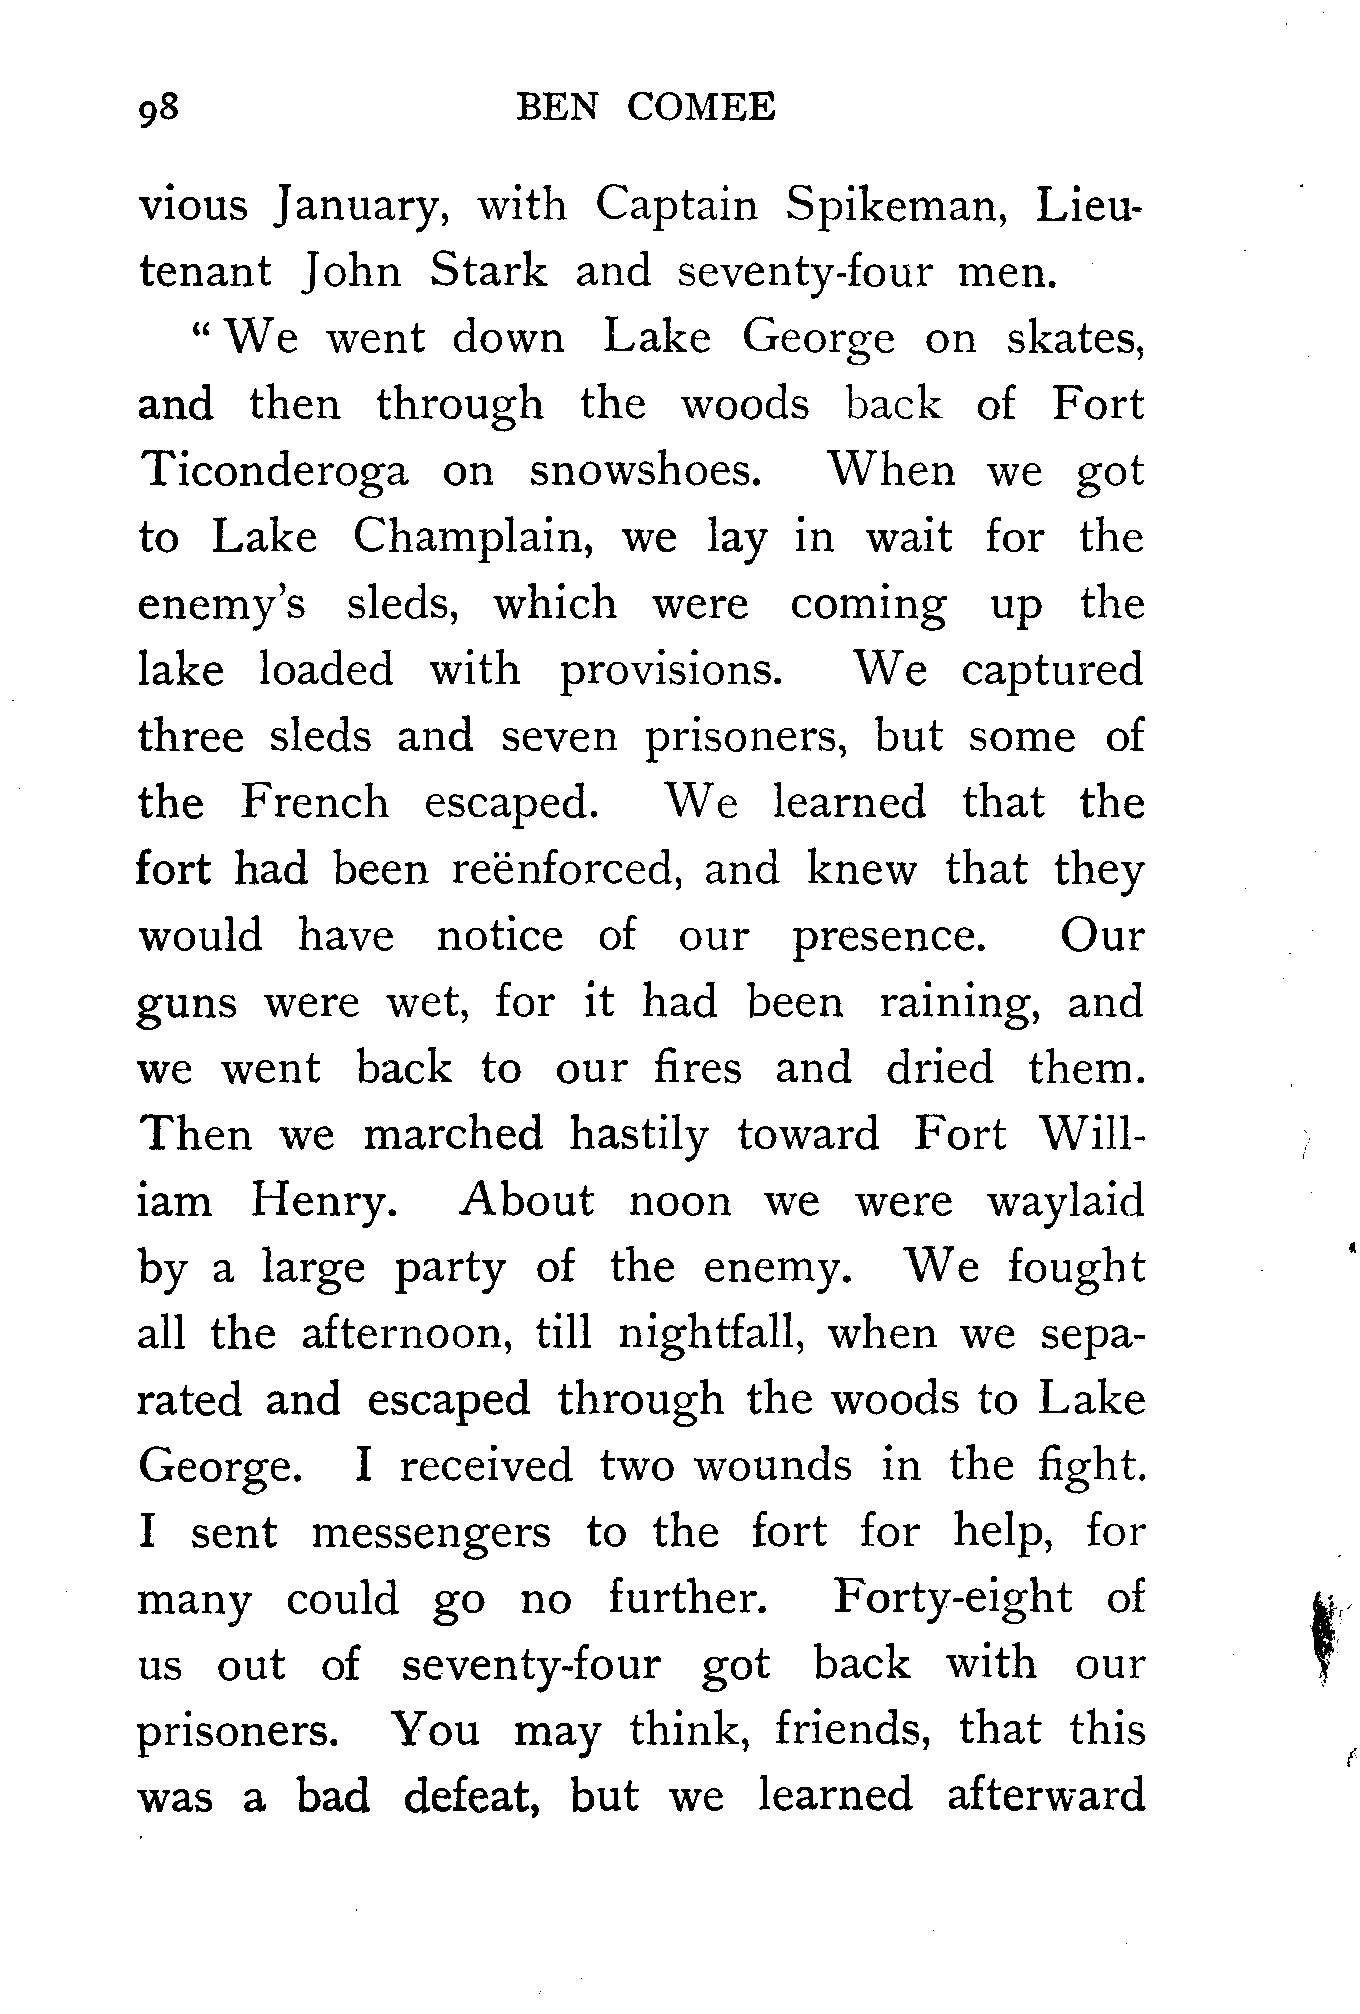 98 BEN COMEE
vious January, with Captain Spikeman, Lieu-
tenant John Stark and seventy-four men.
“ We went down Lake George on skates,
and then through the woods back of Fort
Ticonderoga on snowshoes. When we got
to Lake Champlain, we lay in wait for the
enemy's sleds, which were coming up the
lake loaded with provisions. We captured
three sleds and seven prisoners, but some of
the French escaped. We learned that the
fort had been reënforced, and knew that they
would have notice of our presence. Our
guns were wet, for it had been raining, and
we went back to our fires and dried them.
Then we marched hastily toward Fort Will-
iam Henry. About noon we were waylaid
by a large party of the enemy. We fought
all the afternoon, till nightfall, when we sepa-
rated and escaped through the woods to Lake
George. I received two wounds in the fight.
I sent messengers to the fort for help, for
many could go no further. Forty-eight of
us out of seventy-four got back with our
prisoners. You may think, friends, that this
was a bad defeat, but we learned afterward